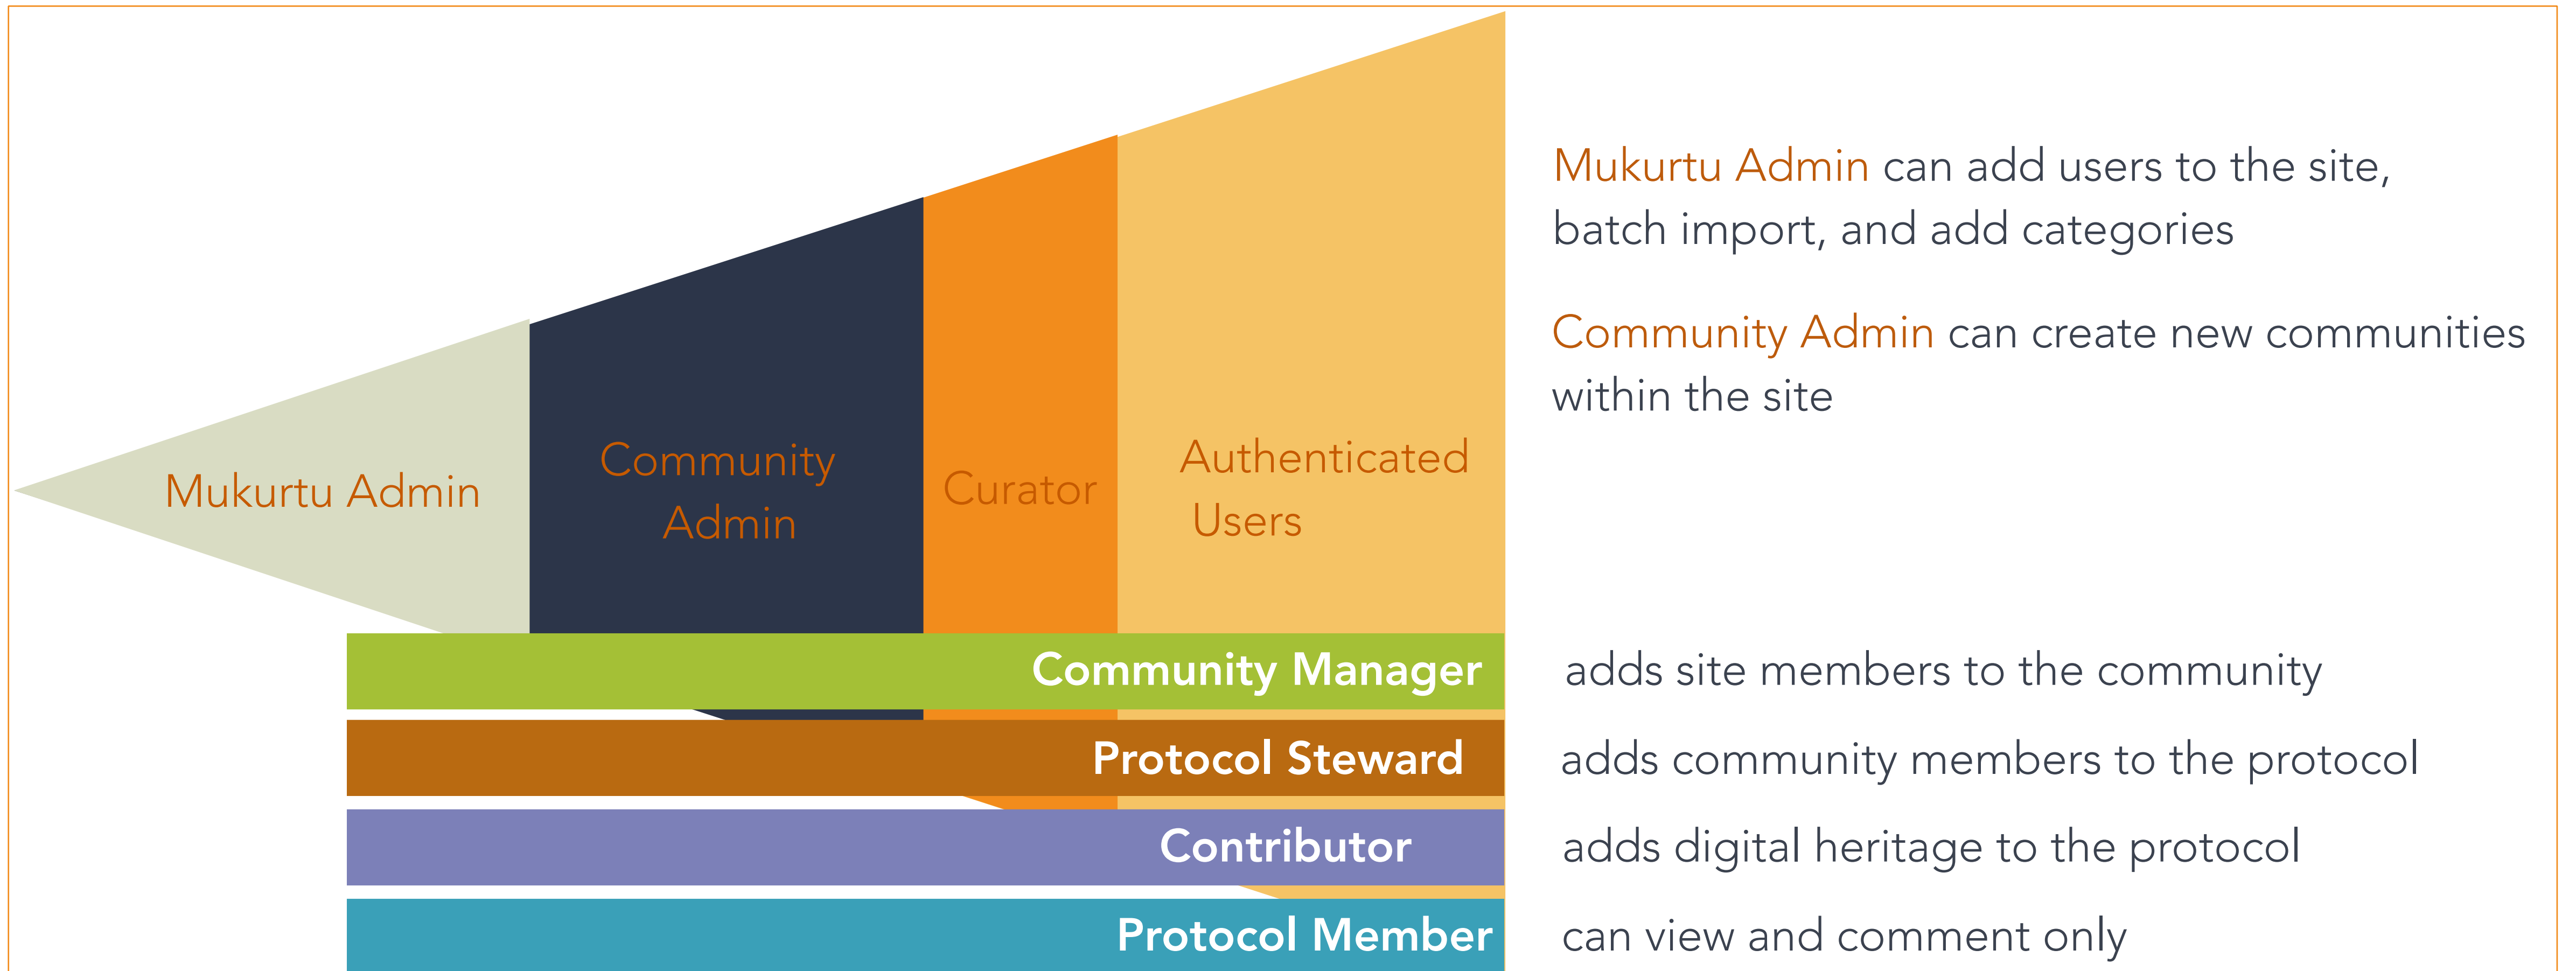 Mukurtu Admin
Community
Admin
Curator
Authenticated
Users
Mukurtu Admin can add users to the site,
batch import, and add categories
Community Admin can create new communities
within the site
Community Manager
adds site members to the community
Protocol Steward
adds community members to the protocol
Contributor
adds digital heritage to the protocol
Protocol Member
can view and comment only